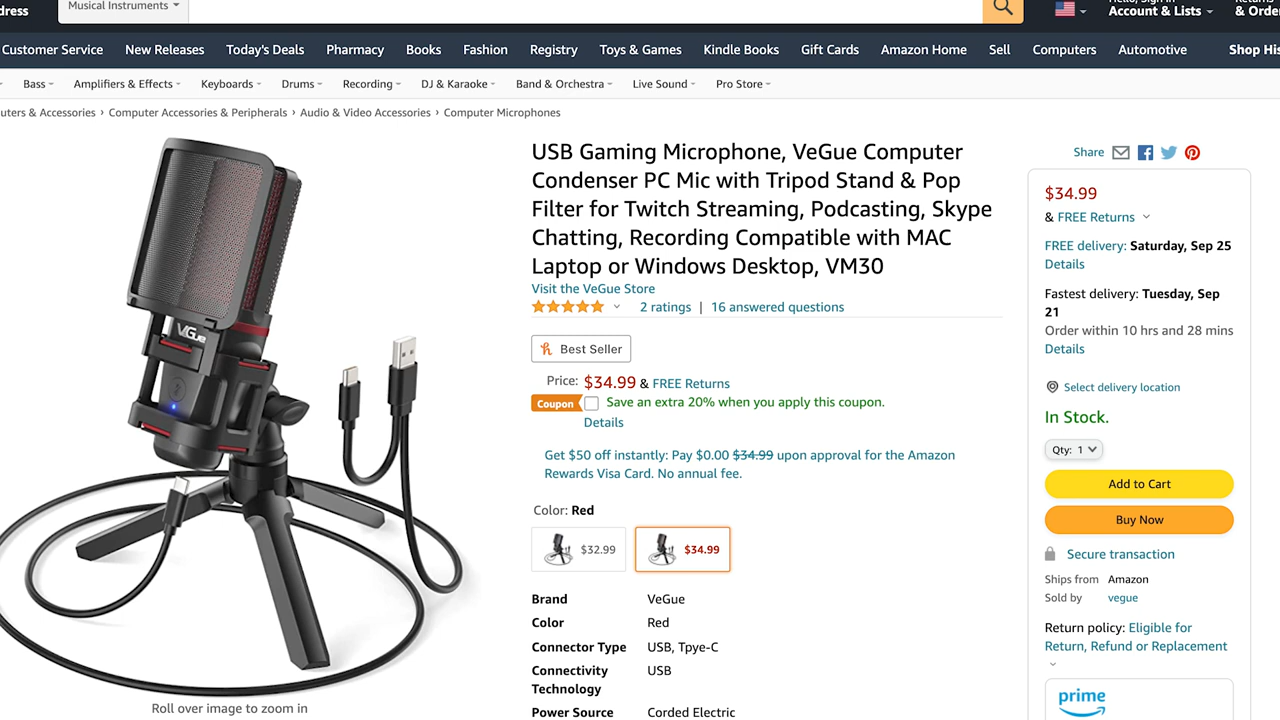 dress
Musical Instruments
Account & Lists
& Orde
Customer Service
New Releases
Today's Deals
Pharmacy
Books
Fashion
Registry
Toys & Games
Kindle Books
Gift Cards
Amazon Home
Sell
Computers
Automotive
Shop His
Bass
Amplifiers & Effects
Keyboards
Drums
Recording
DJ & Karaoke
Band & Orchestra
Live Sound
Pro Store
uters & Accessories › Computer Accessories & Peripherals › Audio & Video Accessories › Computer Microphones
VeGue
Roll over image to zoom in
USB Gaming Microphone, VeGue Computer
Condenser PC Mic with Tripod Stand & Pop
Filter for Twitch Streaming, Podcasting, Skype
Chatting, Recording Compatible with MAC
Laptop or Windows Desktop, VM30
Visit the VeGue Store
2 ratings | 16 answered questions
Best Seller
Price: $34.99 & FREE Returns
Coupon Save an extra 20% when you apply this coupon.
Details
Get $50 off instantly: Pay $0.00 $34.99 upon approval for the Amazon
Rewards Visa Card. No annual fee.
Color: Red
$32.99
$34.99
Brand VeGue
Color Red
Connector Type USB, Tpye-C
Connectivity USB
Technology
Power Source Corded Electric
Share
$34.99
& FREE Returns
FREE delivery: Saturday, Sep 25
Details
Fastest delivery: Tuesday, Sep
21
Order within 10 hrs and 28 mins
Details
Select delivery location
In Stock.
Qty: 1
Add to Cart
Buy Now
Secure transaction
Ships from Amazon
Sold by vegue
Return policy: Eligible for
Return, Refund or Replacement
prime